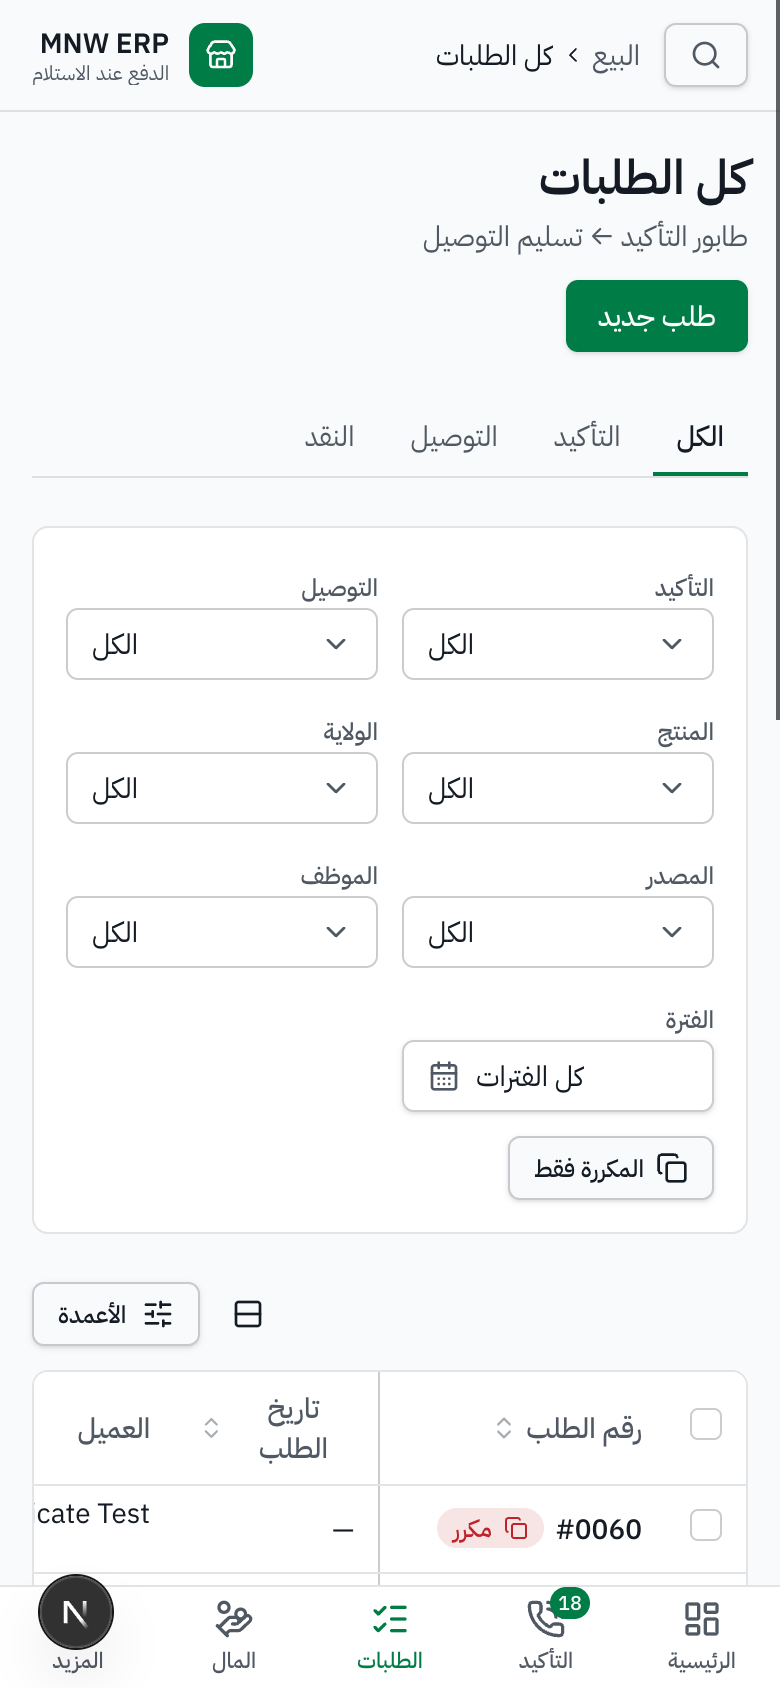 البيع › كل الطلبات
MNW ERP
الدفع عند الاستلام
كل الطلبات
طابور التأكيد ← تسليم التوصيل
طلب جديد
الكل التأكيد التوصيل النقد
التأكيد التوصيل
الكل الكل
المنتج الولاية
الكل الكل
المصدر الموظف
الكل الكل
الفترة
كل الفترات
المكررة فقط
الأعمدة
رقم الطلب تاريخ الطلب العميل
#0060 مكرر — cate Test
الرئيسية
18 التأكيد
الطلبات
المال
N
المزيد